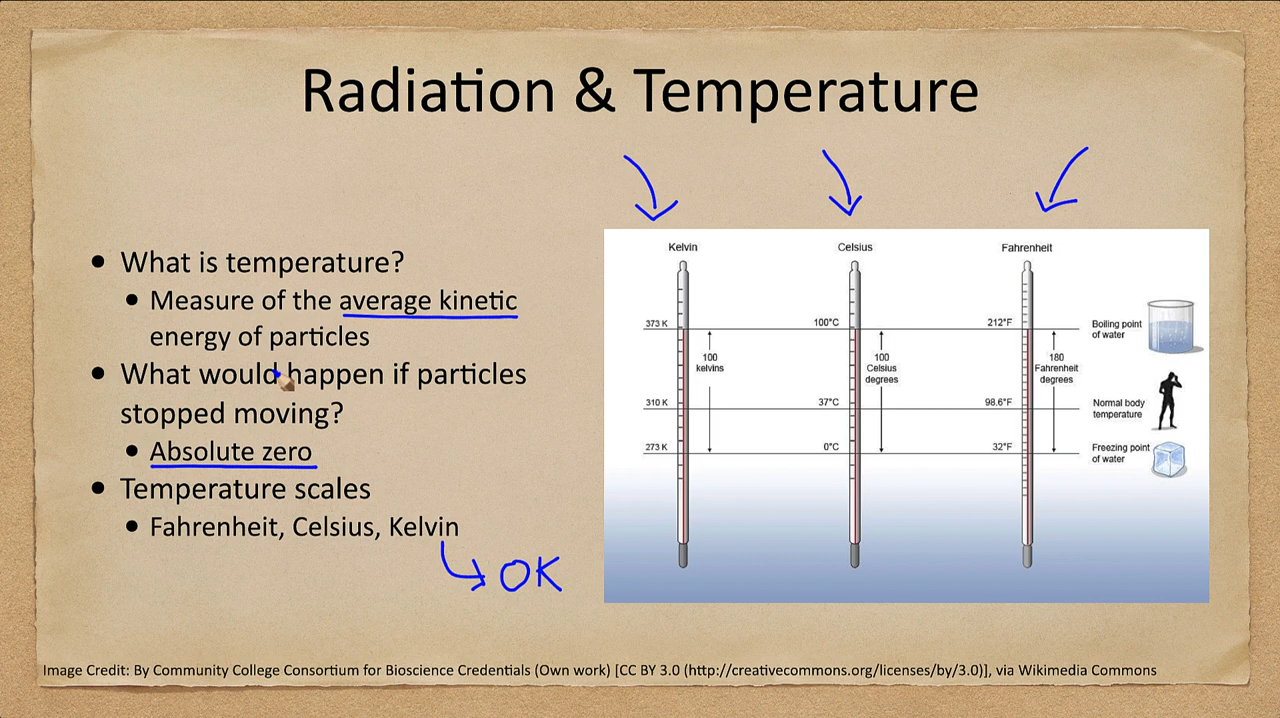 Radiation & Temperature
• What is temperature?
• Measure of the average kinetic
energy of particles
• What would happen if particles
stopped moving?
• Absolute zero
• Temperature scales
• Fahrenheit, Celsius, Kelvin
0K
Kelvin
Celsius
Fahrenheit
373 K
100°C
212°F
Boiling point
of water
100
kelvins
100
Celsius
degrees
180
Fahrenheit
degrees
310 K
37°C
98.6°F
Normal body
temperature
273 K
0°C
32°F
Freezing point
of water
Image Credit: By Community College Consortium for Bioscience Credentials (Own work) [CC BY 3.0 (http://creativecommons.org/licenses/by/3.0)], via Wikimedia Commons